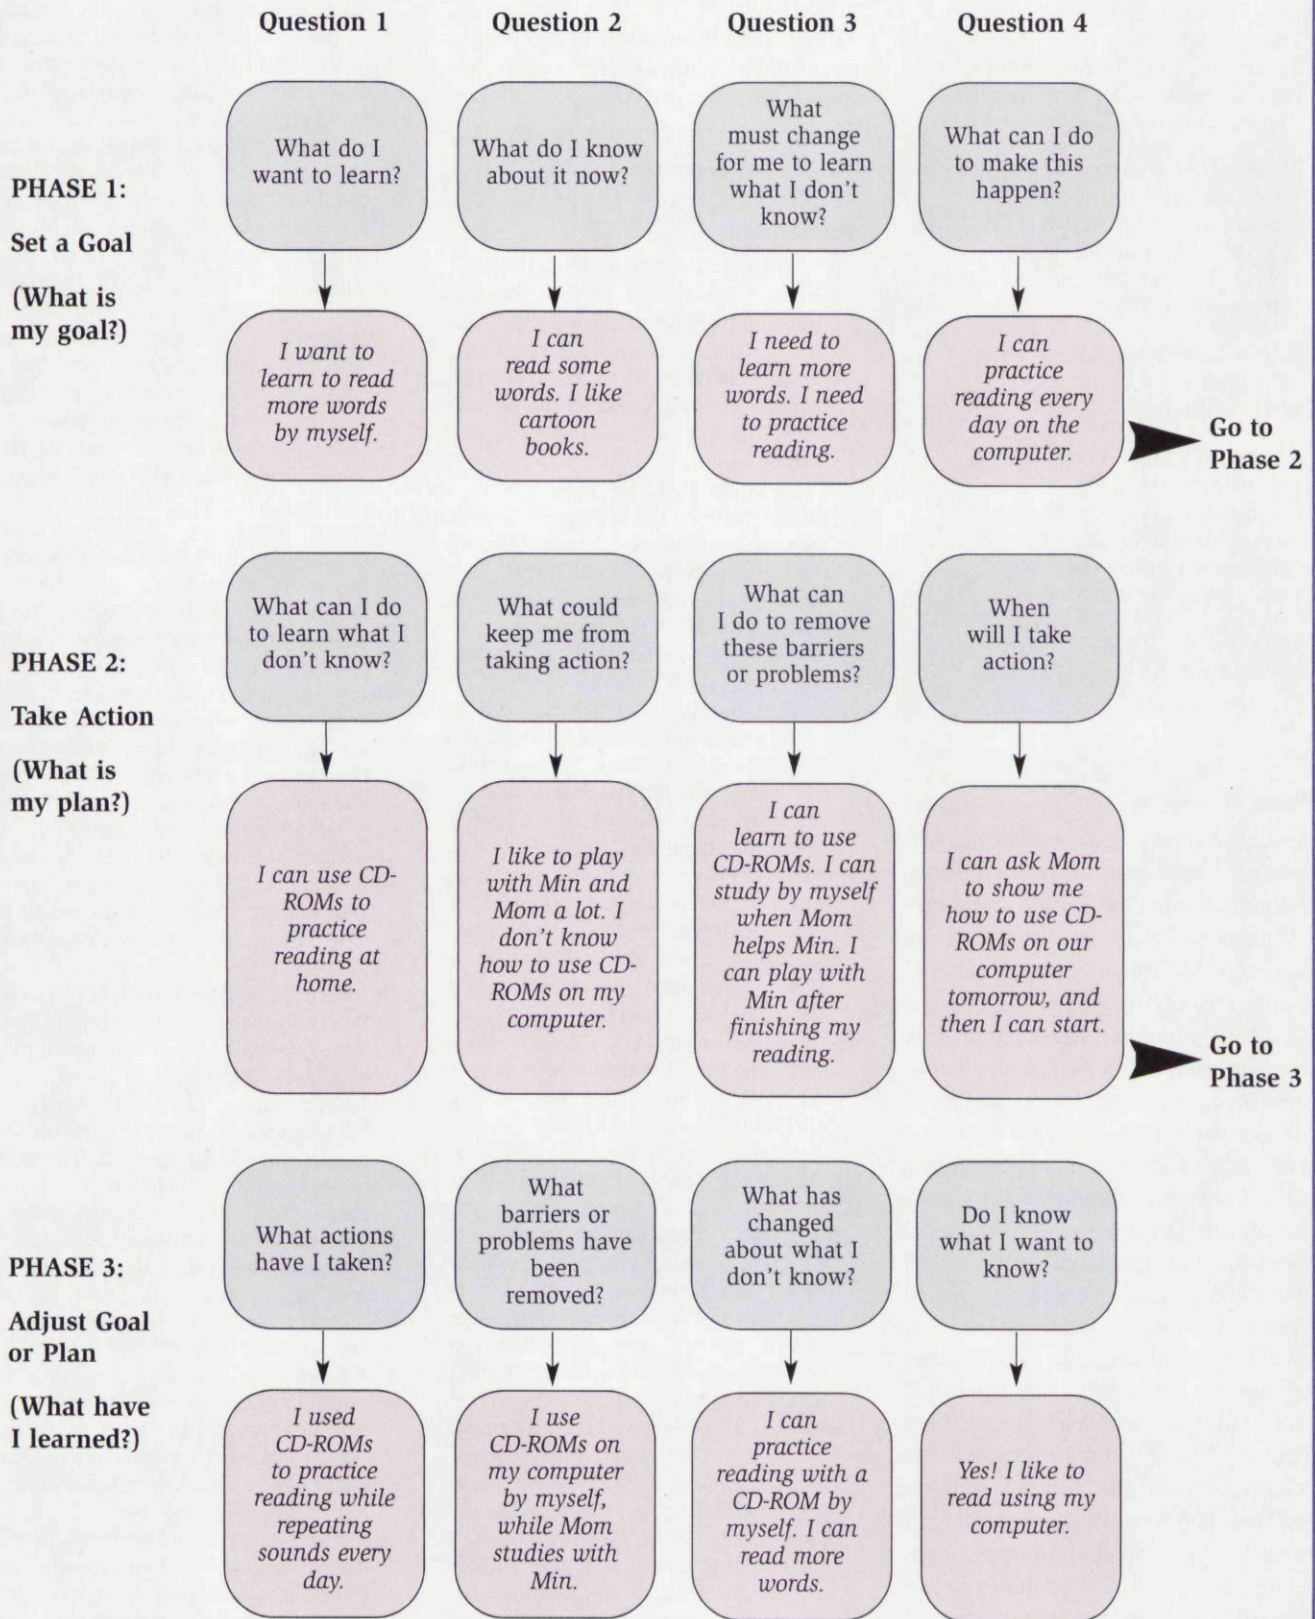 Question 1
Question 2
Question 3
Question 4
PHASE 1:
Set a Goal
(What is
my goal?)
What do I
want to learn?
What do I know
about it now?
What
must change
for me to learn
what I don't
know?
What can I do
to make this
happen?
I want to
learn to read
more words
by myself.
I can
read some
words. I like
cartoon
books.
I need to
learn more
words. I need
to practice
reading.
I can
practice
reading every
day on the
computer.
Go to
Phase 2
PHASE 2:
Take Action
(What is
my plan?)
What can I do
to learn what I
don't know?
What could
keep me from
taking action?
What can
I do to remove
these barriers
or problems?
When
will I take
action?
I can use CD-
ROMs to
practice
reading at
home.
I like to play
with Min and
Mom a lot. I
don't know
how to use CD-
ROMs on my
computer.
I can
learn to use
CD-ROMs. I can
study by myself
when Mom
helps Min. I
can play with
Min after
finishing my
reading.
I can ask Mom
to show me
how to use CD-
ROMs on our
computer
tomorrow, and
then I can start.
Go to
Phase 3
PHASE 3:
Adjust Goal
or Plan
(What have
I learned?)
What actions
have I taken?
What
barriers or
problems have
been
removed?
What has
changed
about what I
don't know?
Do I know
what I want to
know?
I used
CD-ROMs
to practice
reading while
repeating
sounds every
day.
I use
CD-ROMs on
my computer
by myself,
while Mom
studies with
Min.
I can
practice
reading with a
CD-ROM by
myself. I can
read more
words.
Yes! I like to
read using my
computer.